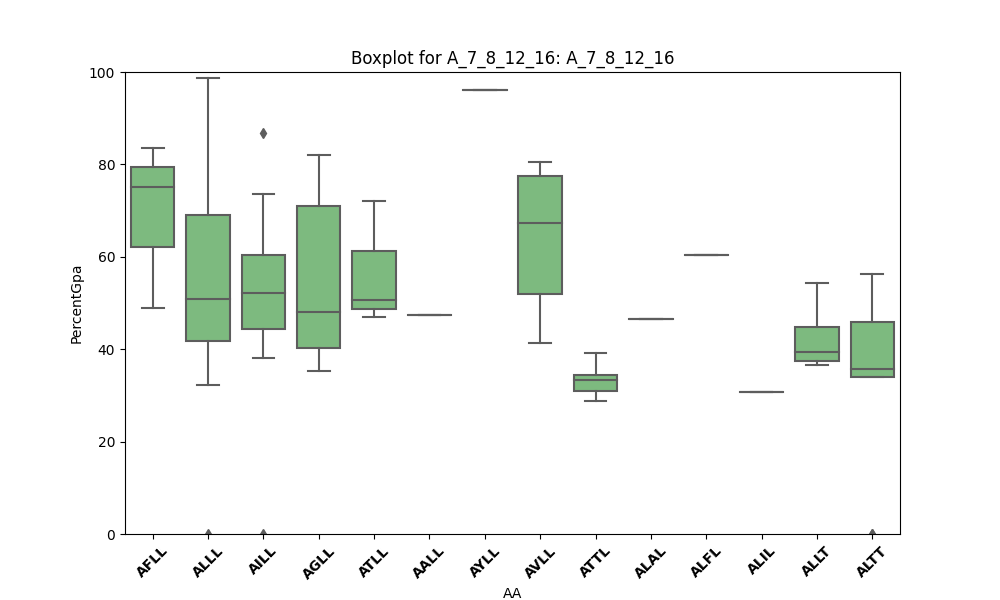 Boxplot for A_7_8_12_16: A_7_8_12_16
100
80
60
40
20
0
PercentGpa
AFLL ALLL AILL AGLL ATLL AALL AYLL AVLL ATTL ALAL ALFL ALIL ALLT ALTT
AA